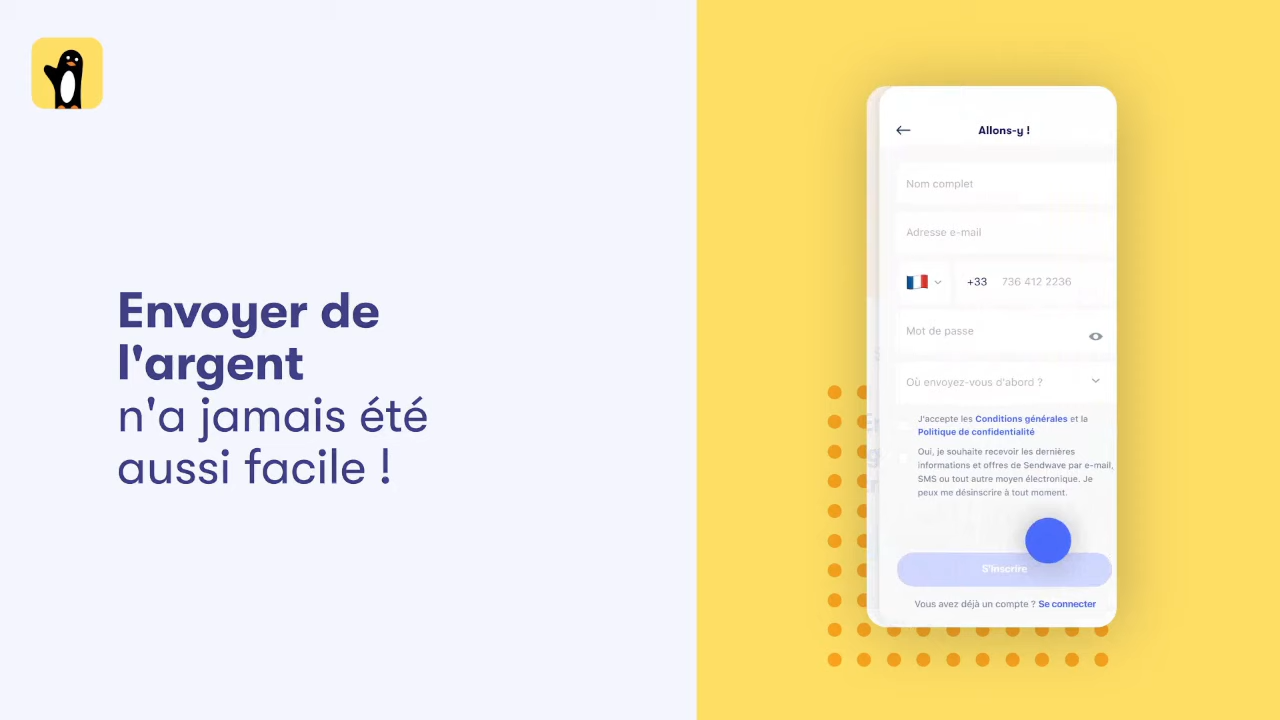 Envoyer de
l'argent
n'a jamais été
aussi facile !
Allons-y !
Nom complet
Adresse e-mail
+33 736 412 2236
Mot de passe
Où envoyez-vous d'abord ?
J'accepte les Conditions générales et la
Politique de confidentialité
Oui, je souhaite recevoir les dernières
informations et offres de Sendwave par e-mail,
SMS ou tout autre moyen électronique. Je
peux me désinscrire à tout moment.
S'inscrire
Vous avez déjà un compte ? Se connecter